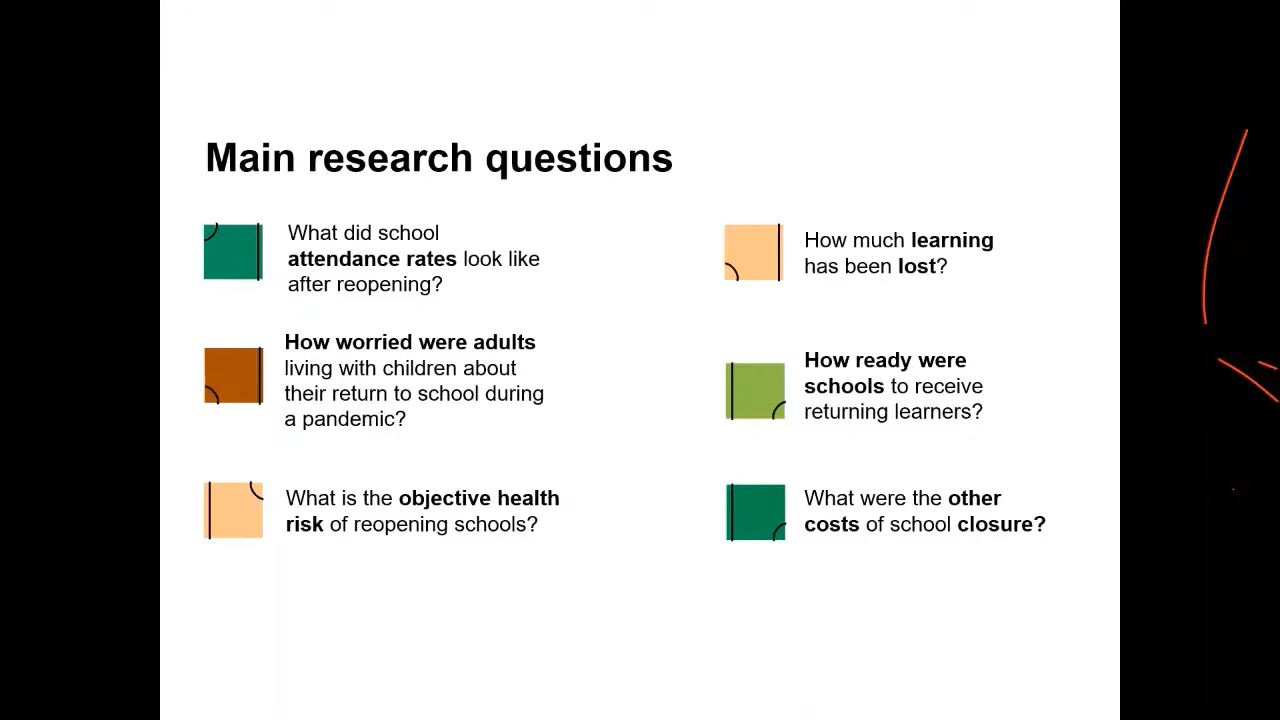 Main research questions
What did school
attendance rates look like
after reopening?
How worried were adults
living with children about
their return to school during
a pandemic?
What is the objective health
risk of reopening schools?
How much learning
has been lost?
How ready were
schools to receive
returning learners?
What were the other
costs of school closure?